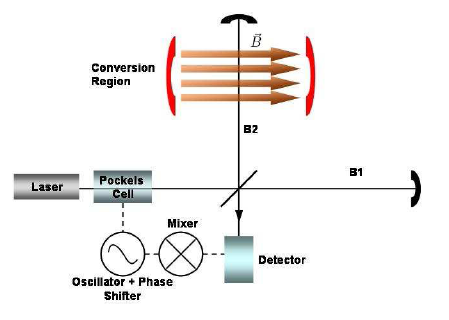 B
Conversion
Region
B2
B1
Laser
Pockels
Cell
Mixer
Detector
Oscillator + Phase
Shifter